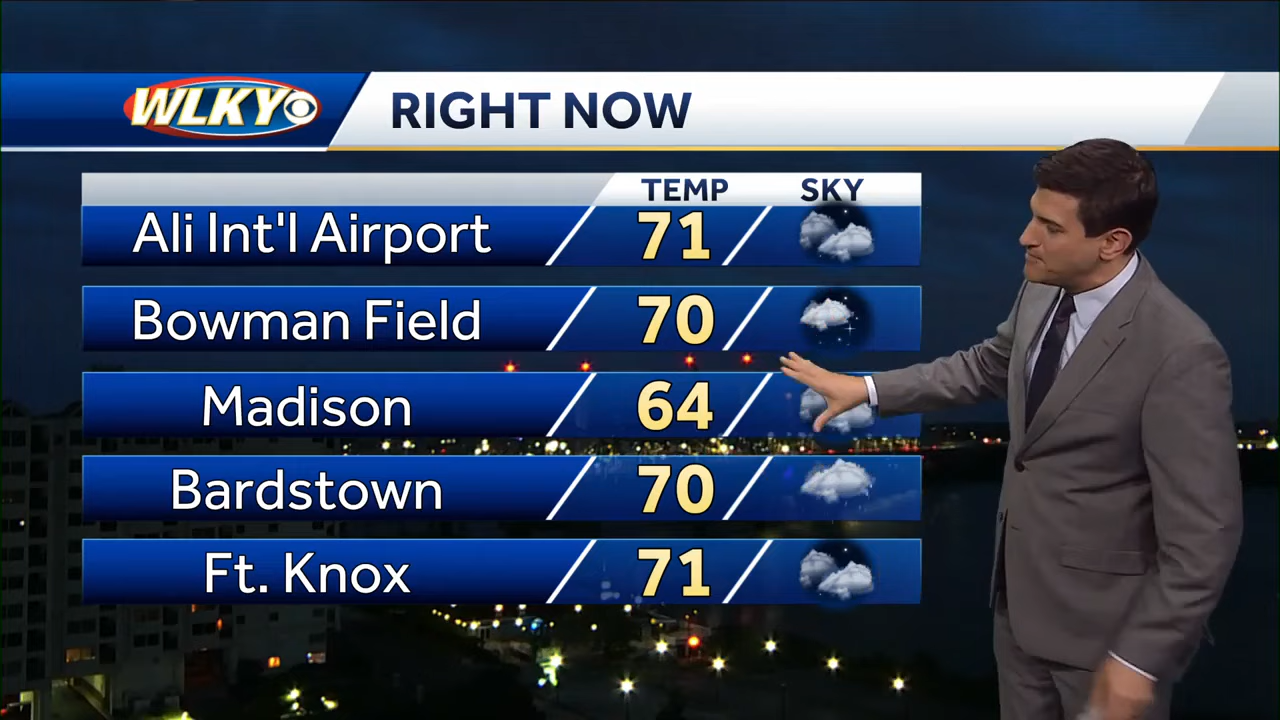 WLKY
RIGHT NOW
TEMP SKY
Ali Int'l Airport 71
Bowman Field 70
Madison 64
Bardstown 70
Ft. Knox 71